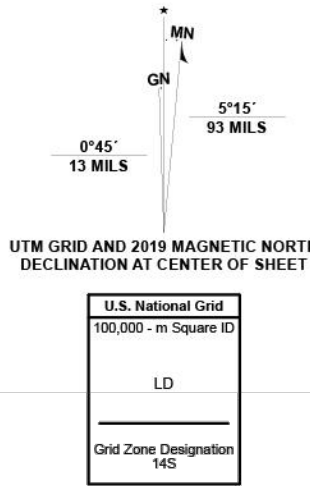 ★
MN
GN
5°15´
93 MILS
0°45´
13 MILS
UTM GRID AND 2019 MAGNETIC NORT
DECLINATION AT CENTER OF SHEET
U.S. National Grid
100,000 - m Square ID
LD
Grid Zone Designation
14S